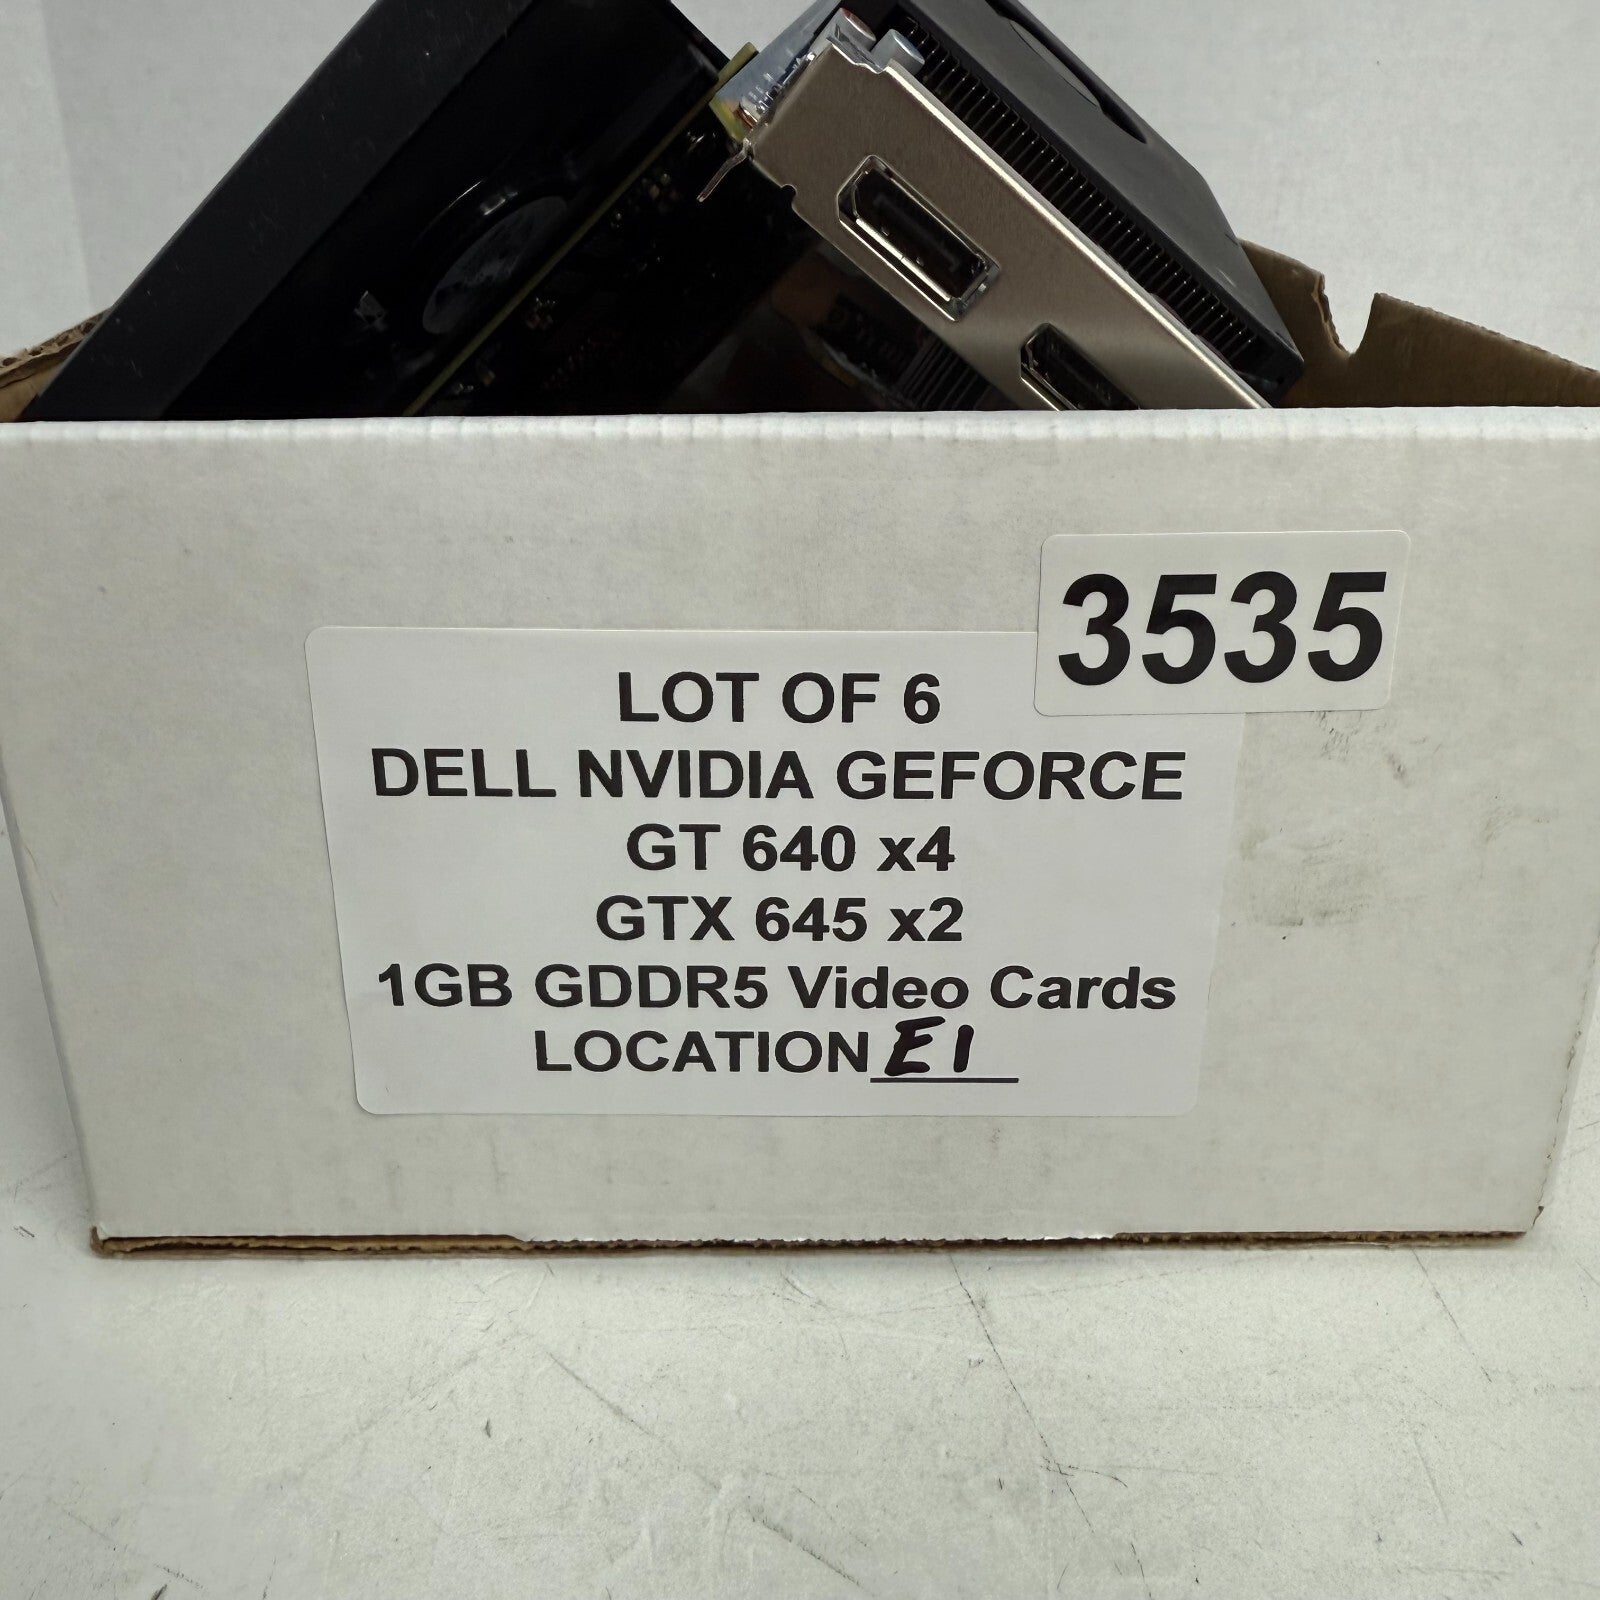 3535
LOT OF 6
DELL NVIDIA GEFORCE
GT 640 x4
GTX 645 x2
1GB GDDR5 Video Cards
LOCATION E1